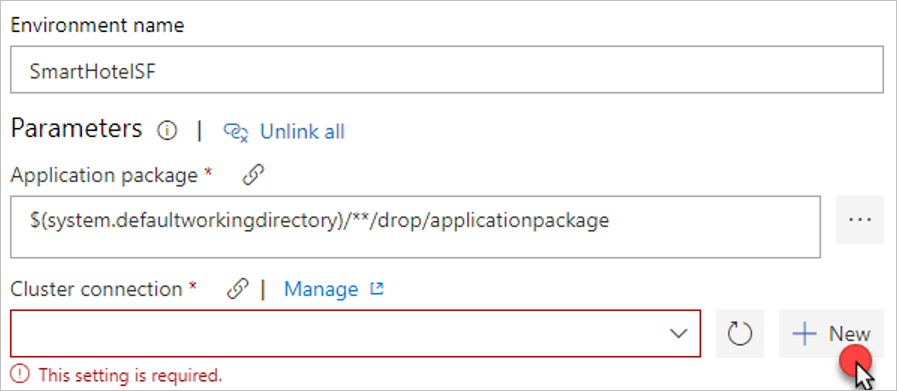 Environment name
SmartHotelSF
Parameters | Unlink all
Application package *
$(system.defaultworkingdirectory)/**/drop/applicationpackage
...
Cluster connection * | Manage
New
This setting is required.